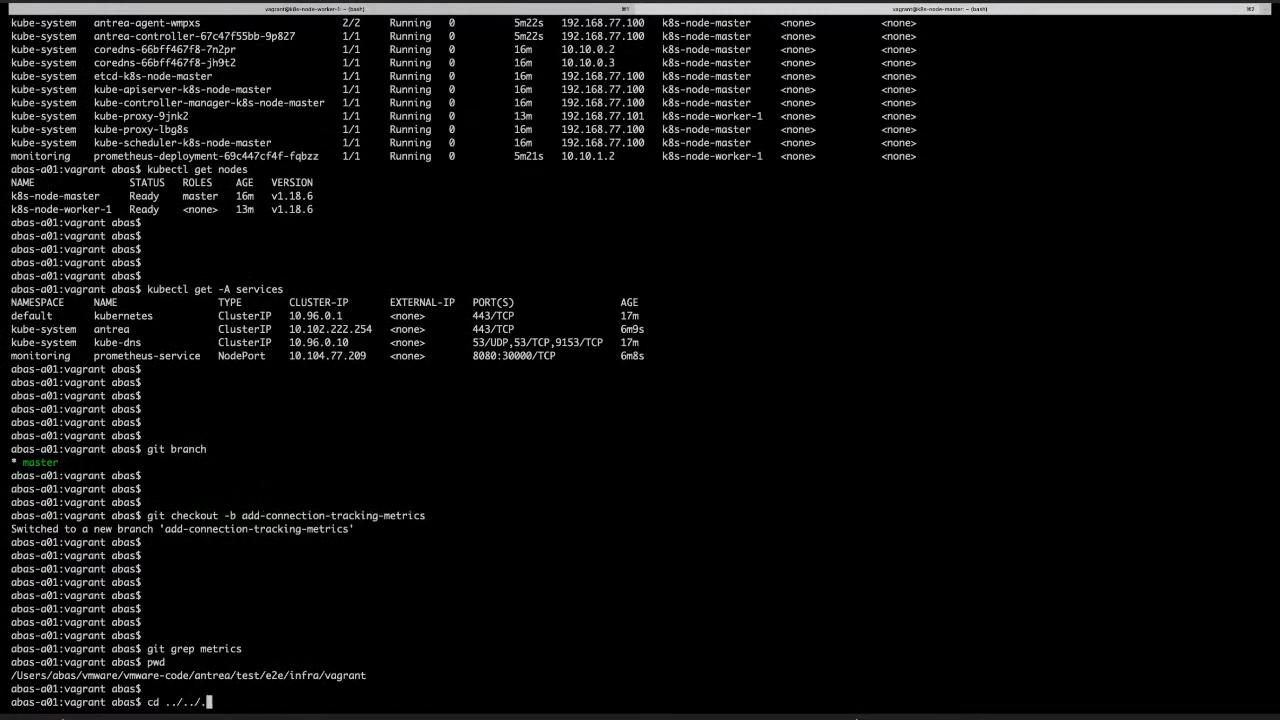 vagrant@k8s-node-worker-1: ~ (bash) ⌘1 vagrant@k8s-node-master: ~ (bash) ⌘2
kube-system antrea-agent-wmpxs 2/2 Running 0 5m22s 192.168.77.100 k8s-node-master <none> <none>
kube-system antrea-controller-67c47f55bb-9p827 1/1 Running 0 5m22s 192.168.77.100 k8s-node-master <none> <none>
kube-system coredns-66bff467f8-7n2pr 1/1 Running 0 16m 10.10.0.2 k8s-node-master <none> <none>
kube-system coredns-66bff467f8-jh9t2 1/1 Running 0 16m 10.10.0.3 k8s-node-master <none> <none>
kube-system etcd-k8s-node-master 1/1 Running 0 16m 192.168.77.100 k8s-node-master <none> <none>
kube-system kube-apiserver-k8s-node-master 1/1 Running 0 16m 192.168.77.100 k8s-node-master <none> <none>
kube-system kube-controller-manager-k8s-node-master 1/1 Running 0 16m 192.168.77.100 k8s-node-master <none> <none>
kube-system kube-proxy-9jnk2 1/1 Running 0 13m 192.168.77.101 k8s-node-worker-1 <none> <none>
kube-system kube-proxy-lbg8s 1/1 Running 0 16m 192.168.77.100 k8s-node-master <none> <none>
kube-system kube-scheduler-k8s-node-master 1/1 Running 0 16m 192.168.77.100 k8s-node-master <none> <none>
monitoring prometheus-deployment-69c447cf4f-fqbzz 1/1 Running 0 5m21s 10.10.1.2 k8s-node-worker-1 <none> <none>
abas-a01:vagrant abas$ kubectl get nodes
NAME STATUS ROLES AGE VERSION
k8s-node-master Ready master 16m v1.18.6
k8s-node-worker-1 Ready <none> 13m v1.18.6
abas-a01:vagrant abas$
abas-a01:vagrant abas$
abas-a01:vagrant abas$
abas-a01:vagrant abas$
abas-a01:vagrant abas$
abas-a01:vagrant abas$ kubectl get -A services
NAMESPACE NAME TYPE CLUSTER-IP EXTERNAL-IP PORT(S) AGE
default kubernetes ClusterIP 10.96.0.1 <none> 443/TCP 17m
kube-system antrea ClusterIP 10.102.222.254 <none> 443/TCP 6m9s
kube-system kube-dns ClusterIP 10.96.0.10 <none> 53/UDP,53/TCP,9153/TCP 17m
monitoring prometheus-service NodePort 10.104.77.209 <none> 8080:30000/TCP 6m8s
abas-a01:vagrant abas$
abas-a01:vagrant abas$
abas-a01:vagrant abas$
abas-a01:vagrant abas$
abas-a01:vagrant abas$
abas-a01:vagrant abas$
abas-a01:vagrant abas$ git branch
* master
abas-a01:vagrant abas$
abas-a01:vagrant abas$
abas-a01:vagrant abas$
abas-a01:vagrant abas$ git checkout -b add-connection-tracking-metrics
Switched to a new branch 'add-connection-tracking-metrics'
abas-a01:vagrant abas$
abas-a01:vagrant abas$
abas-a01:vagrant abas$
abas-a01:vagrant abas$
abas-a01:vagrant abas$
abas-a01:vagrant abas$
abas-a01:vagrant abas$
abas-a01:vagrant abas$
abas-a01:vagrant abas$ git grep metrics
abas-a01:vagrant abas$ pwd
/Users/abas/vmware/vmware-code/antrea/test/e2e/infra/vagrant
abas-a01:vagrant abas$
abas-a01:vagrant abas$ cd ../../.